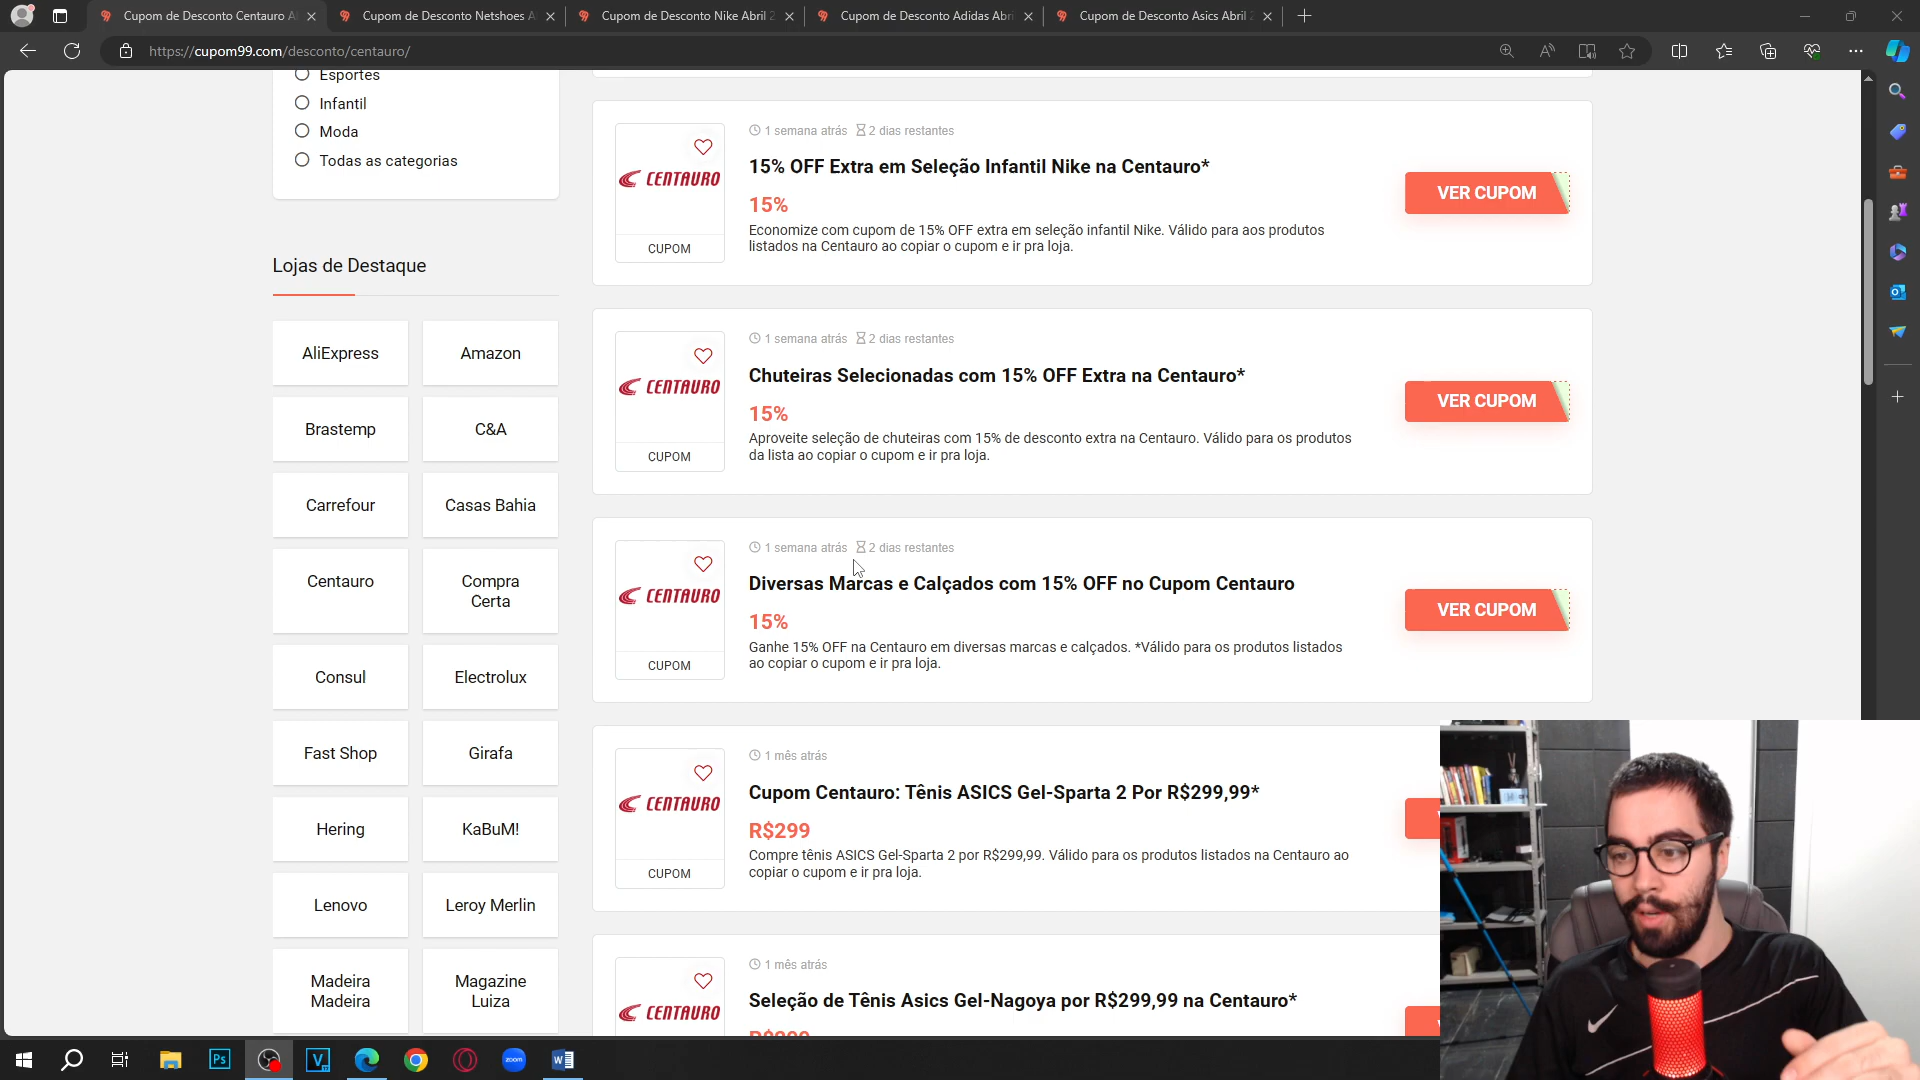 Cupom de Desconto Centauro A
Cupom de Desconto Netshoes A
Cupom de Desconto Nike Abril 2
Cupom de Desconto Adidas Abri
Cupom de Desconto Asics Abril 2
https://cupom99.com/desconto/centauro/
Esportes
Infantil
Moda
Todas as categorias
Lojas de Destaque
AliExpress
Amazon
Brastemp
C&A
Carrefour
Casas Bahia
Centauro
Compra
Certa
Consul
Electrolux
Fast Shop
Girafa
Hering
KaBuM!
Lenovo
Leroy Merlin
Madeira
Madeira
Magazine
Luiza
CENTAURO
CUPOM
1 semana atrás 2 dias restantes
15% OFF Extra em Seleção Infantil Nike na Centauro*
15%
Economize com cupom de 15% OFF extra em seleção infantil Nike. Válido para aos produtos
listados na Centauro ao copiar o cupom e ir pra loja.
VER CUPOM
CENTAURO
CUPOM
1 semana atrás 2 dias restantes
Chuteiras Selecionadas com 15% OFF Extra na Centauro*
15%
Aproveite seleção de chuteiras com 15% de desconto extra na Centauro. Válido para os produtos
da lista ao copiar o cupom e ir pra loja.
VER CUPOM
CENTAURO
CUPOM
1 semana atrás 2 dias restantes
Diversas Marcas e Calçados com 15% OFF no Cupom Centauro
15%
Ganhe 15% OFF na Centauro em diversas marcas e calçados. *Válido para os produtos listados
ao copiar o cupom e ir pra loja.
VER CUPOM
CENTAURO
CUPOM
1 mês atrás
Cupom Centauro: Tênis ASICS Gel-Sparta 2 Por R$299,99*
R$299
Compre tênis ASICS Gel-Sparta 2 por R$299,99. Válido para os produtos listados na Centauro ao
copiar o cupom e ir pra loja.
CENTAURO
1 mês atrás
Seleção de Tênis Asics Gel-Nagoya por R$299,99 na Centauro*
R$299
Ps
V
zoom
W